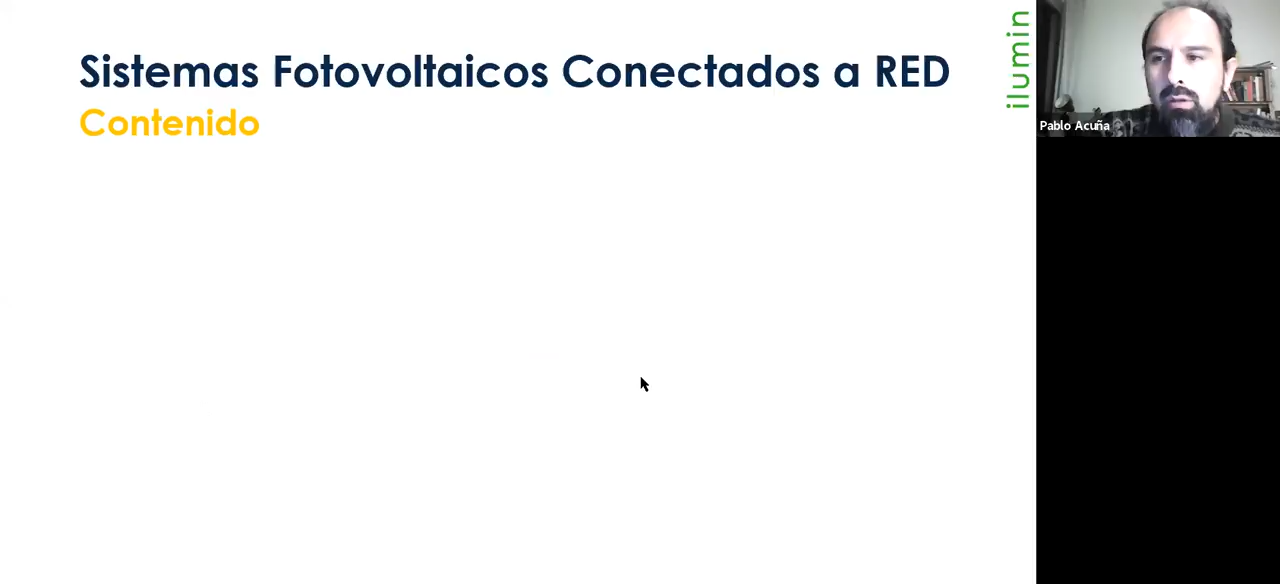 Sistemas Fotovoltaicos Conectados a RED
Contenido
ilumin
Pablo Acuña